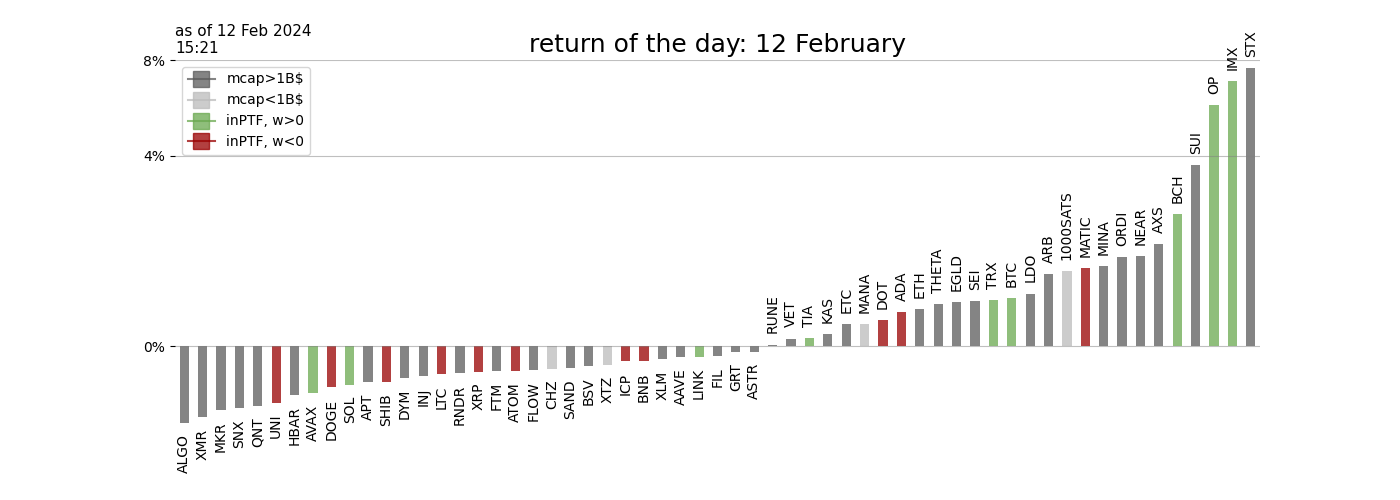 as of 12 Feb 2024
15:21
return of the day: 12 February
8%
4%
0%
mcap>1B$
mcap<1B$
inPTF, w>0
inPTF, w<0
ALGO
XMR
MKR
SNX
QNT
UNI
HBAR
AVAX
DOGE
SOL
APT
SHIB
DYM
INJ
LTC
RNDR
XRP
FTM
ATOM
FLOW
CHZ
SAND
BSV
XTZ
ICP
BNB
XLM
AAVE
LINK
FIL
GRT
ASTR
RUNE
VET
TIA
KAS
ETC
MANA
DOT
ADA
ETH
THETA
EGLD
SEI
TRX
BTC
LDO
ARB
1000SATS
MATIC
MINA
ORDI
NEAR
AXS
BCH
SUI
OP
IMX
STX